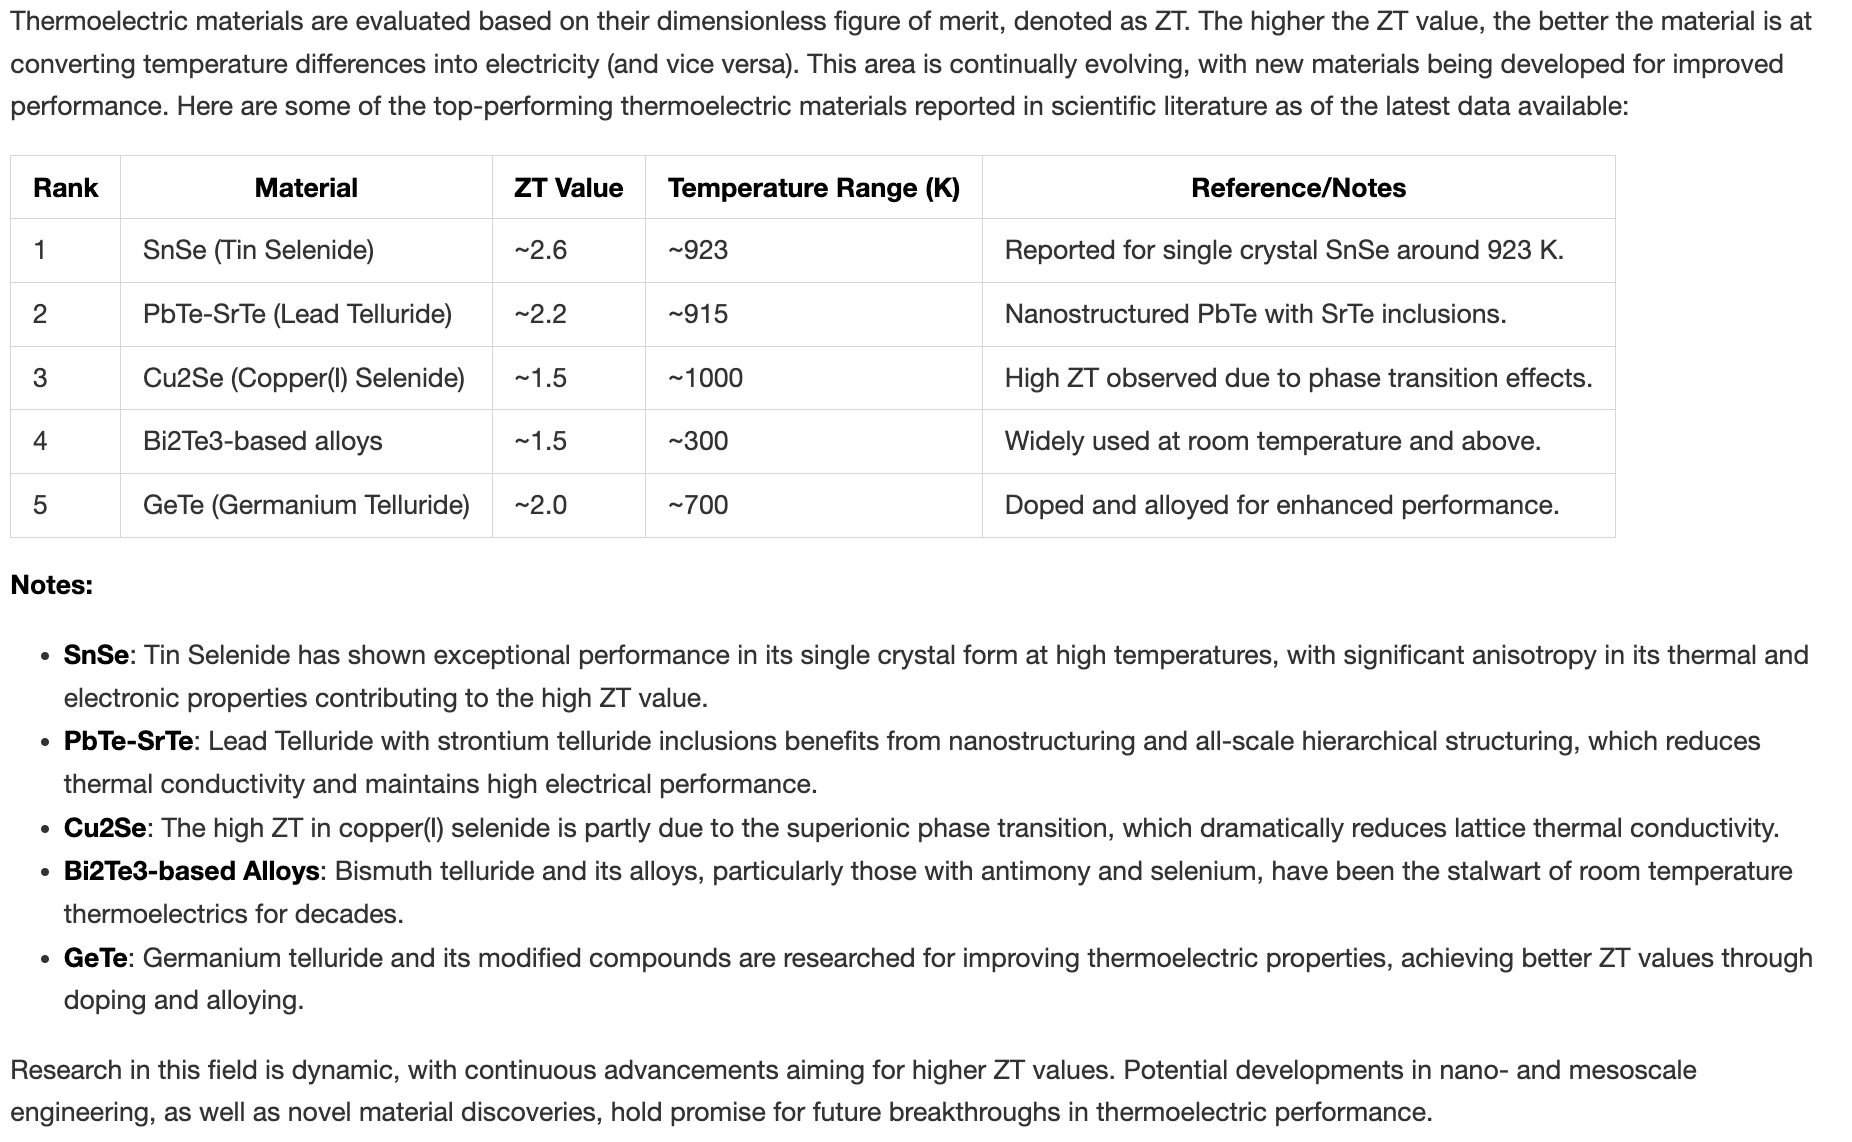 Thermoelectric materials are evaluated based on their dimensionless figure of merit, denoted as ZT. The higher the ZT value, the better the material is at
converting temperature differences into electricity (and vice versa). This area is continually evolving, with new materials being developed for improved
performance. Here are some of the top-performing thermoelectric materials reported in scientific literature as of the latest data available:
Rank Material ZT Value Temperature Range (K) Reference/Notes
1 SnSe (Tin Selenide) ~2.6 ~923 Reported for single crystal SnSe around 923 K.
2 PbTe-SrTe (Lead Telluride) ~2.2 ~915 Nanostructured PbTe with SrTe inclusions.
3 Cu2Se (Copper(I) Selenide) ~1.5 ~1000 High ZT observed due to phase transition effects.
4 Bi2Te3-based alloys ~1.5 ~300 Widely used at room temperature and above.
5 GeTe (Germanium Telluride) ~2.0 ~700 Doped and alloyed for enhanced performance.
Notes:
• SnSe: Tin Selenide has shown exceptional performance in its single crystal form at high temperatures, with significant anisotropy in its thermal and
electronic properties contributing to the high ZT value.
• PbTe-SrTe: Lead Telluride with strontium telluride inclusions benefits from nanostructuring and all-scale hierarchical structuring, which reduces
thermal conductivity and maintains high electrical performance.
• Cu2Se: The high ZT in copper(I) selenide is partly due to the superionic phase transition, which dramatically reduces lattice thermal conductivity.
• Bi2Te3-based Alloys: Bismuth telluride and its alloys, particularly those with antimony and selenium, have been the stalwart of room temperature
thermoelectrics for decades.
• GeTe: Germanium telluride and its modified compounds are researched for improving thermoelectric properties, achieving better ZT values through
doping and alloying.
Research in this field is dynamic, with continuous advancements aiming for higher ZT values. Potential developments in nano- and mesoscale
engineering, as well as novel material discoveries, hold promise for future breakthroughs in thermoelectric performance.